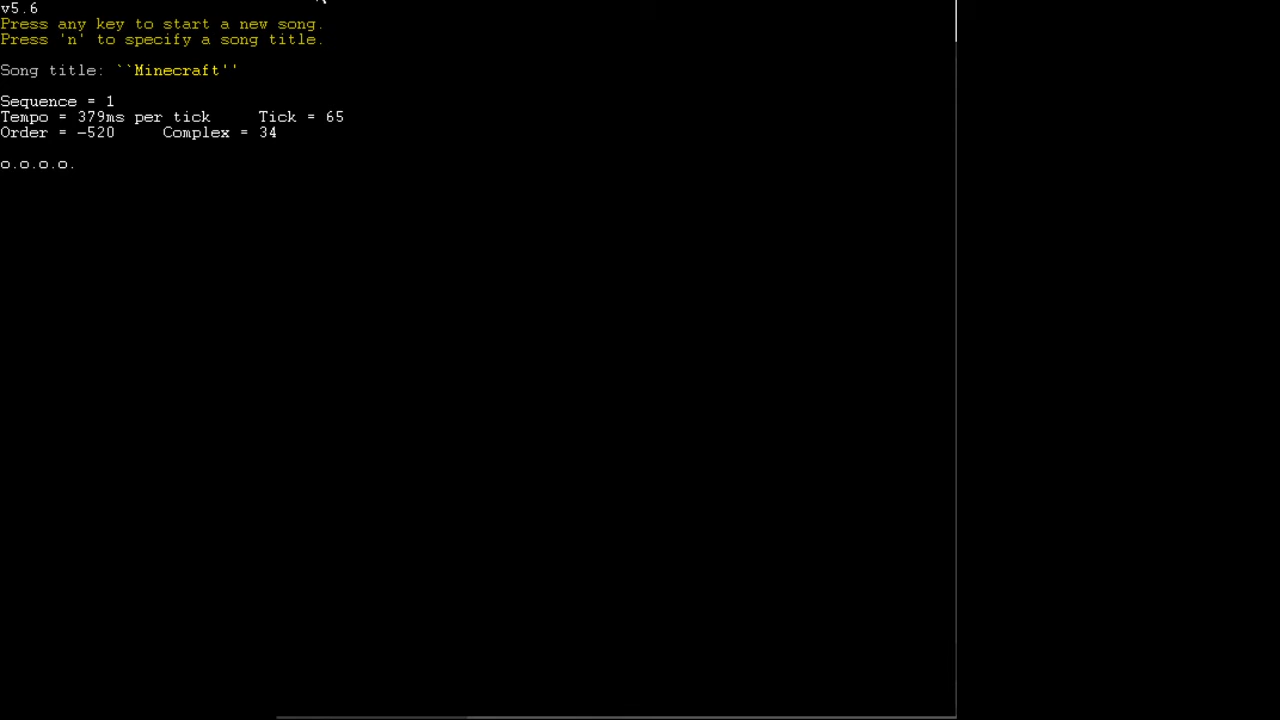 v5.6
Press any key to start a new song.
Press 'n' to specify a song title.
Song title: ``Minecraft''
Sequence = 1
Tempo = 379ms per tick     Tick = 65
Order = -520     Complex = 34
o.o.o.o.